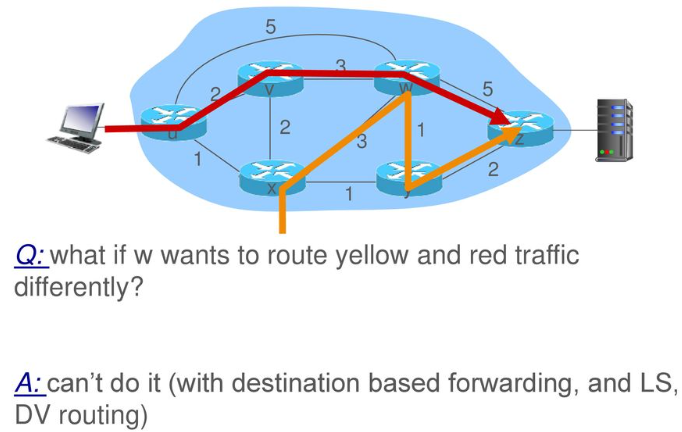 5
3
v
w
5
2
u
z
2
3
1
1
x
1
y
2
Q: what if w wants to route yellow and red traffic
differently?
A: can’t do it (with destination based forwarding, and LS,
DV routing)